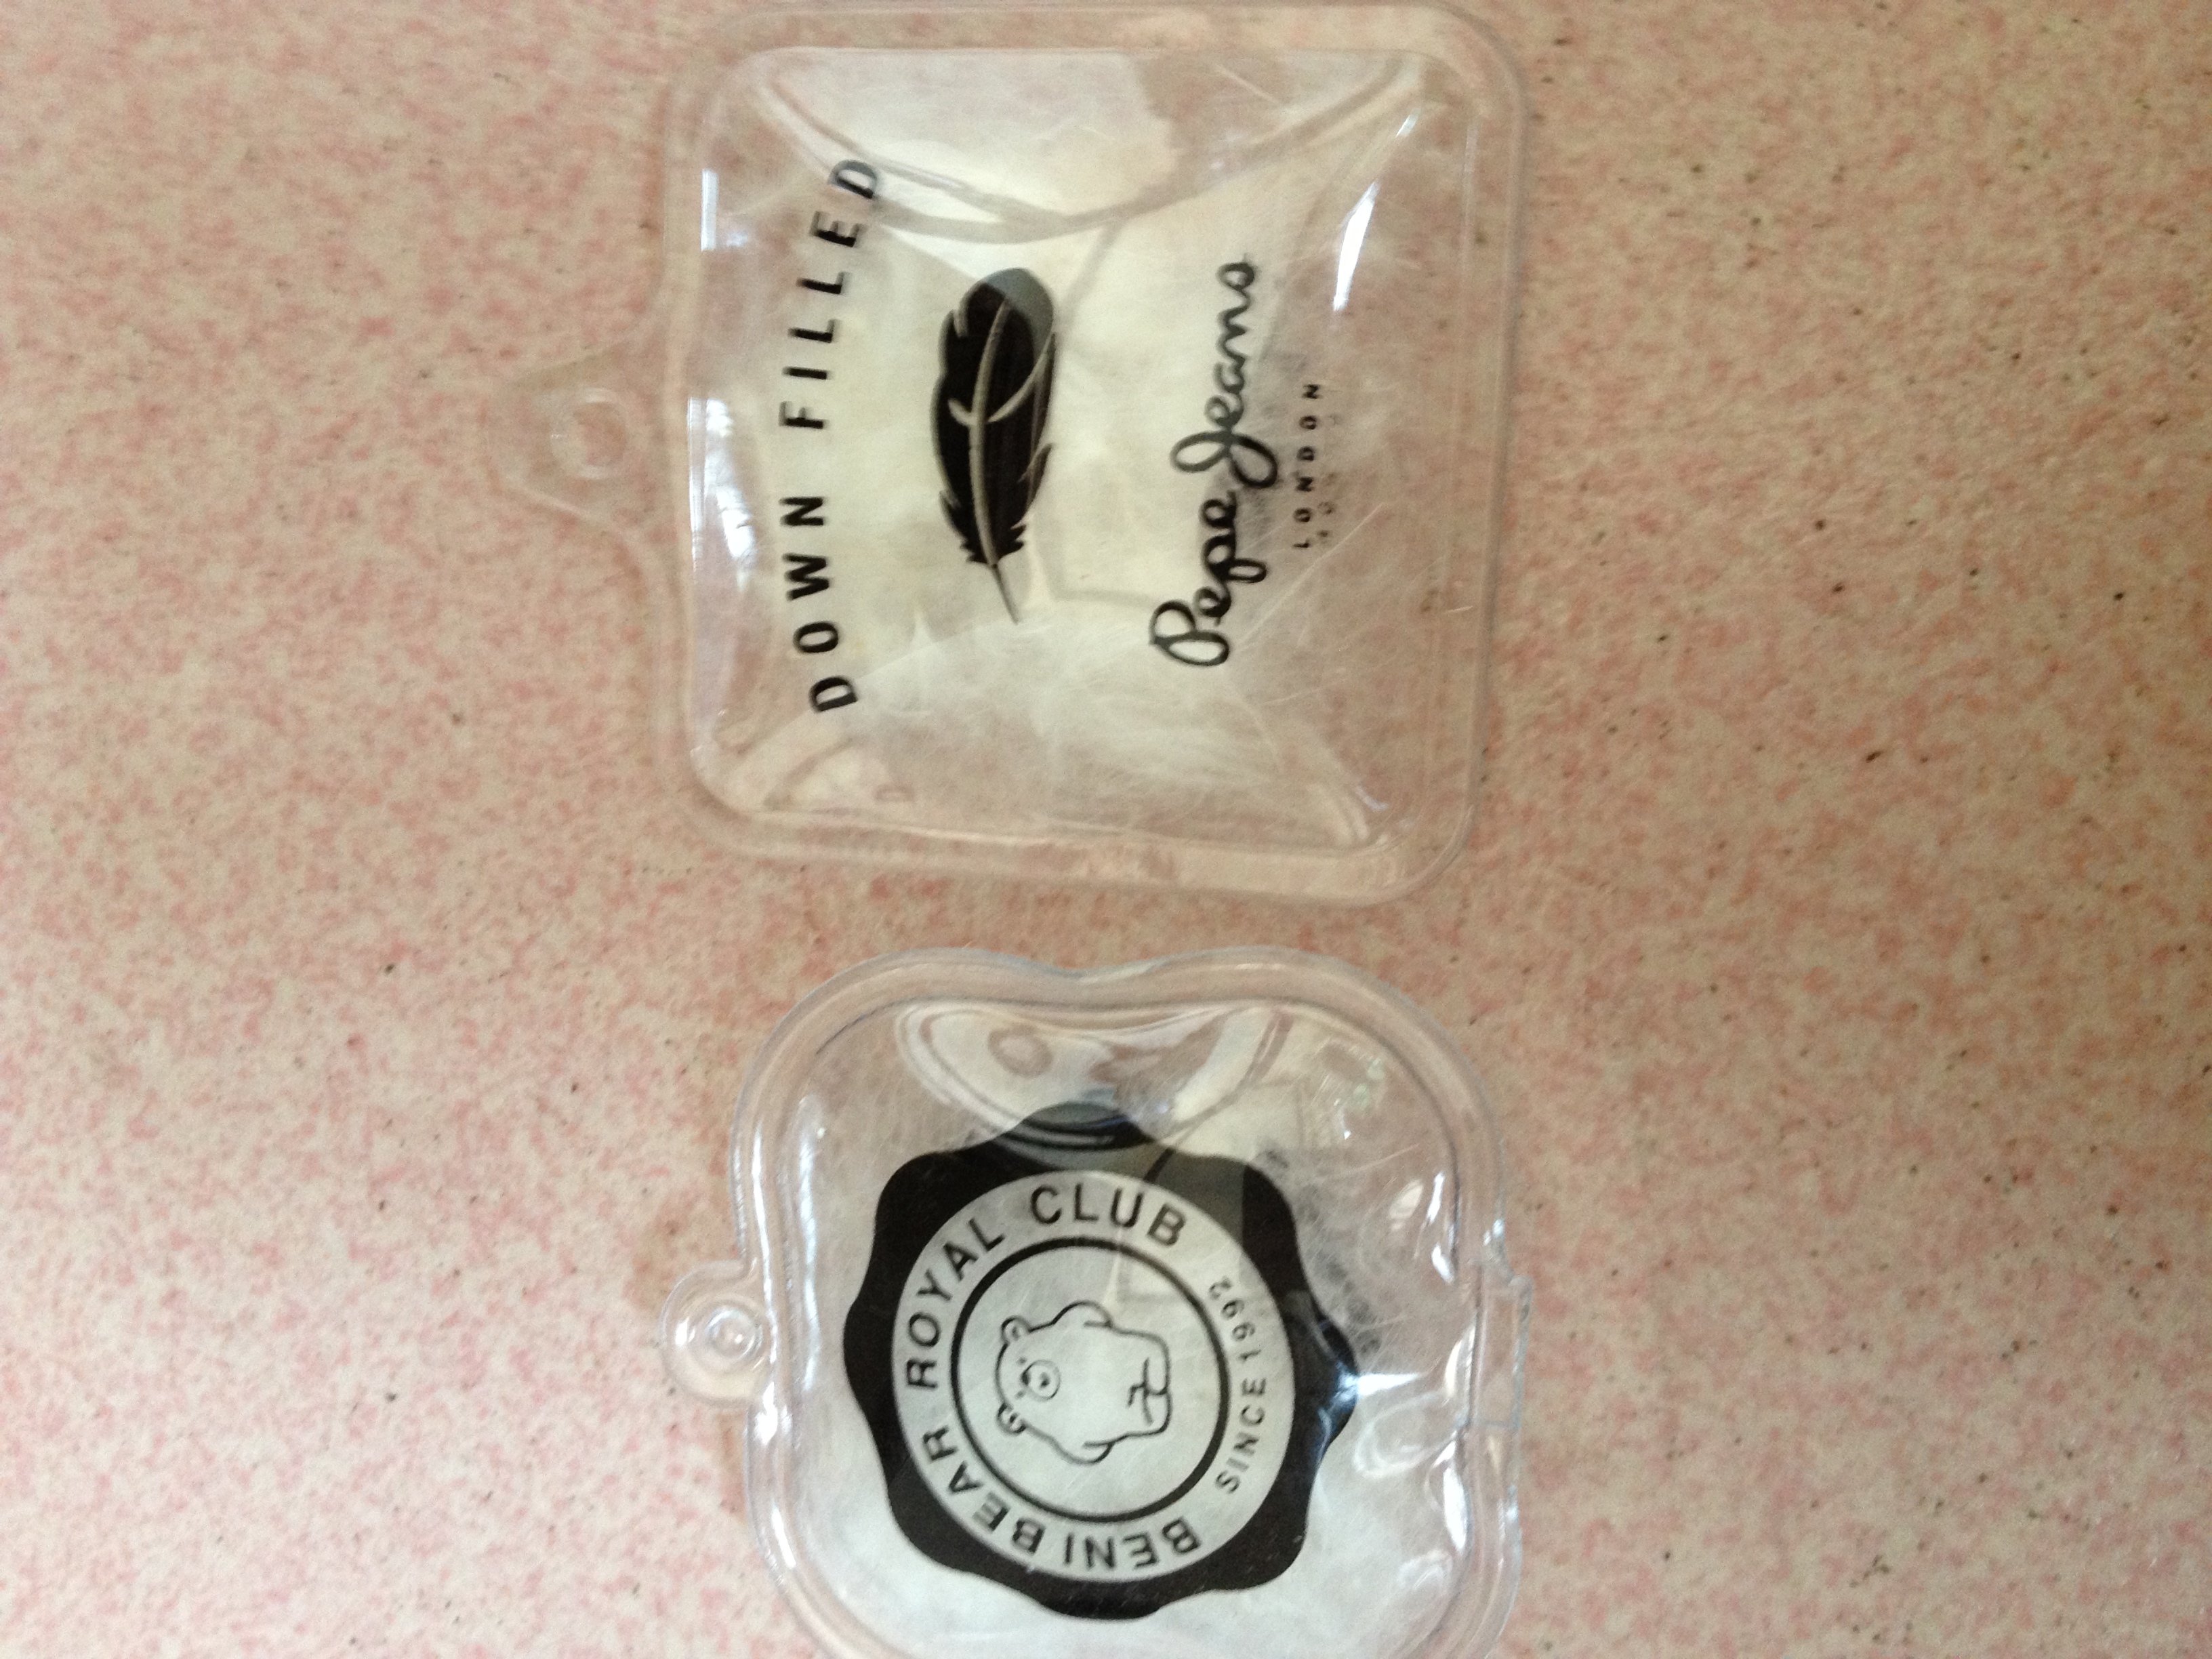 DOWN FILLED
Pepe Jeans
LONDON
BENI BEAR ROYAL CLUB
SINCE 1992